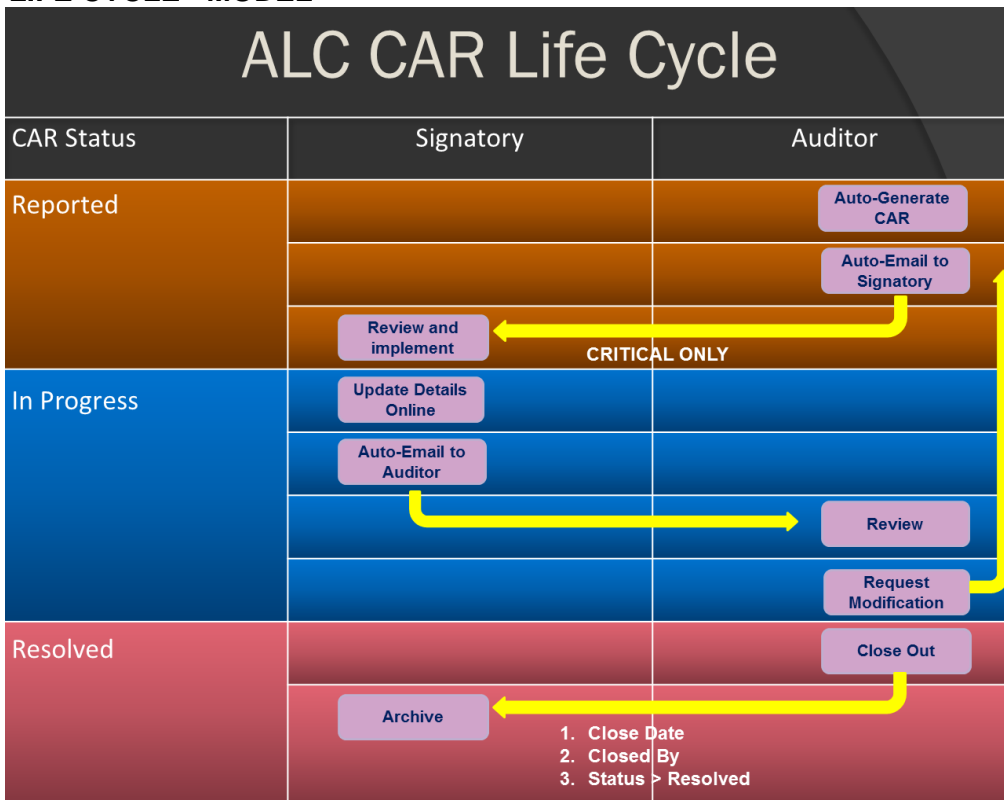 ALC CAR Life Cycle
CAR Status
Signatory
Auditor
Reported
Auto-Generate
CAR
Auto-Email to
Signatory
Review and
implement
CRITICAL ONLY
In Progress
Update Details
Online
Auto-Email to
Auditor
Review
Request
Modification
Resolved
Close Out
Archive
1. Close Date
2. Closed By
3. Status > Resolved